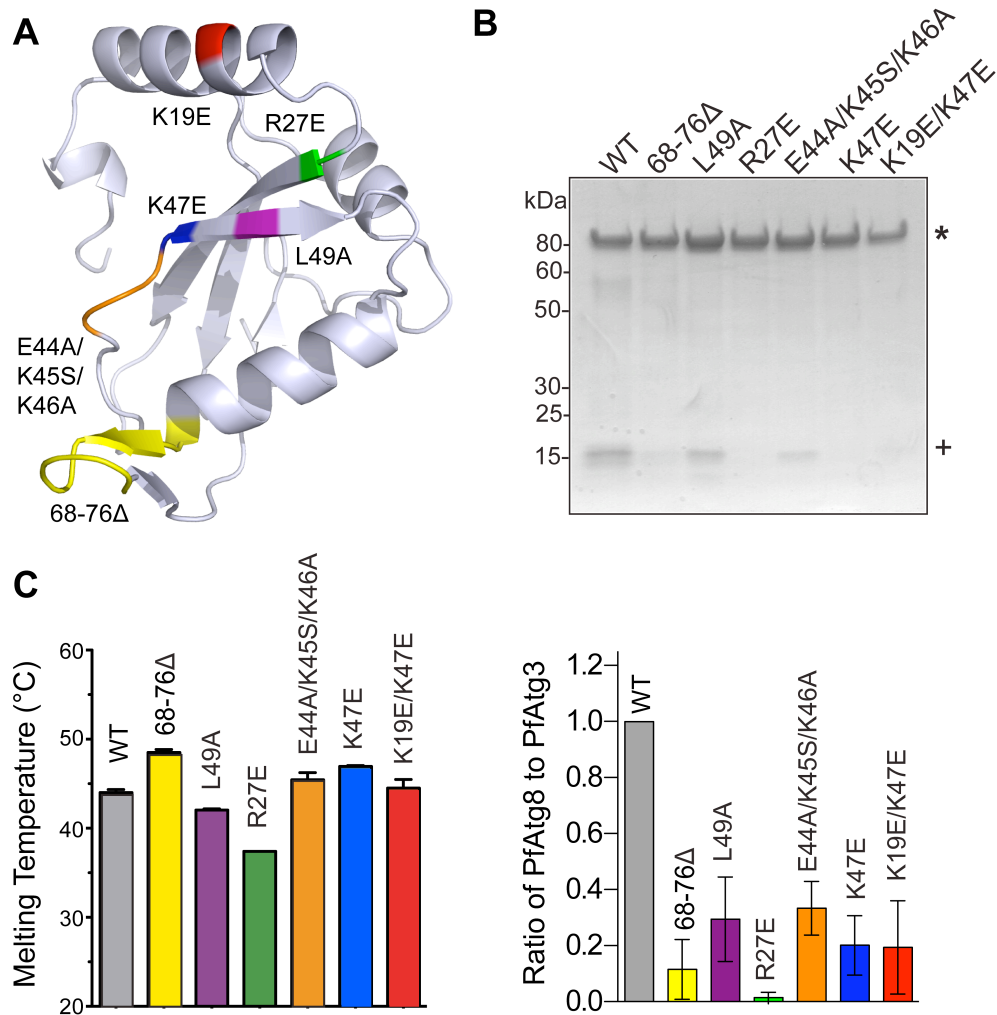 A
K19E
R27E
K47E
L49A
E44A/
K45S/
K46A
68-76Δ
B
WT
68-76Δ
L49A
R27E
E44A/K45S/K46A
K47E
K19E/K47E
kDa
80
60
50
30
25
15
*
+
C
Melting Temperature (°C)
60
50
40
30
20
WT
68-76Δ
L49A
R27E
E44A/K45S/K46A
K47E
K19E/K47E
Ratio of PfAtg8 to PfAtg3
1.2
1.0
0.8
0.6
0.4
0.2
0.0
WT
68-76Δ
L49A
R27E
E44A/K45S/K46A
K47E
K19E/K47E